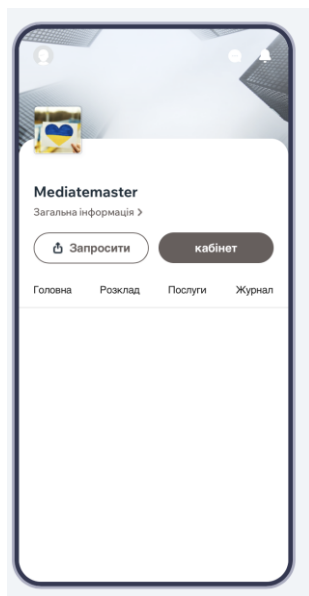 Mediatemaster
Загальна інформація >
Запросити
кабінет
Головна Розклад Послуги Журнал